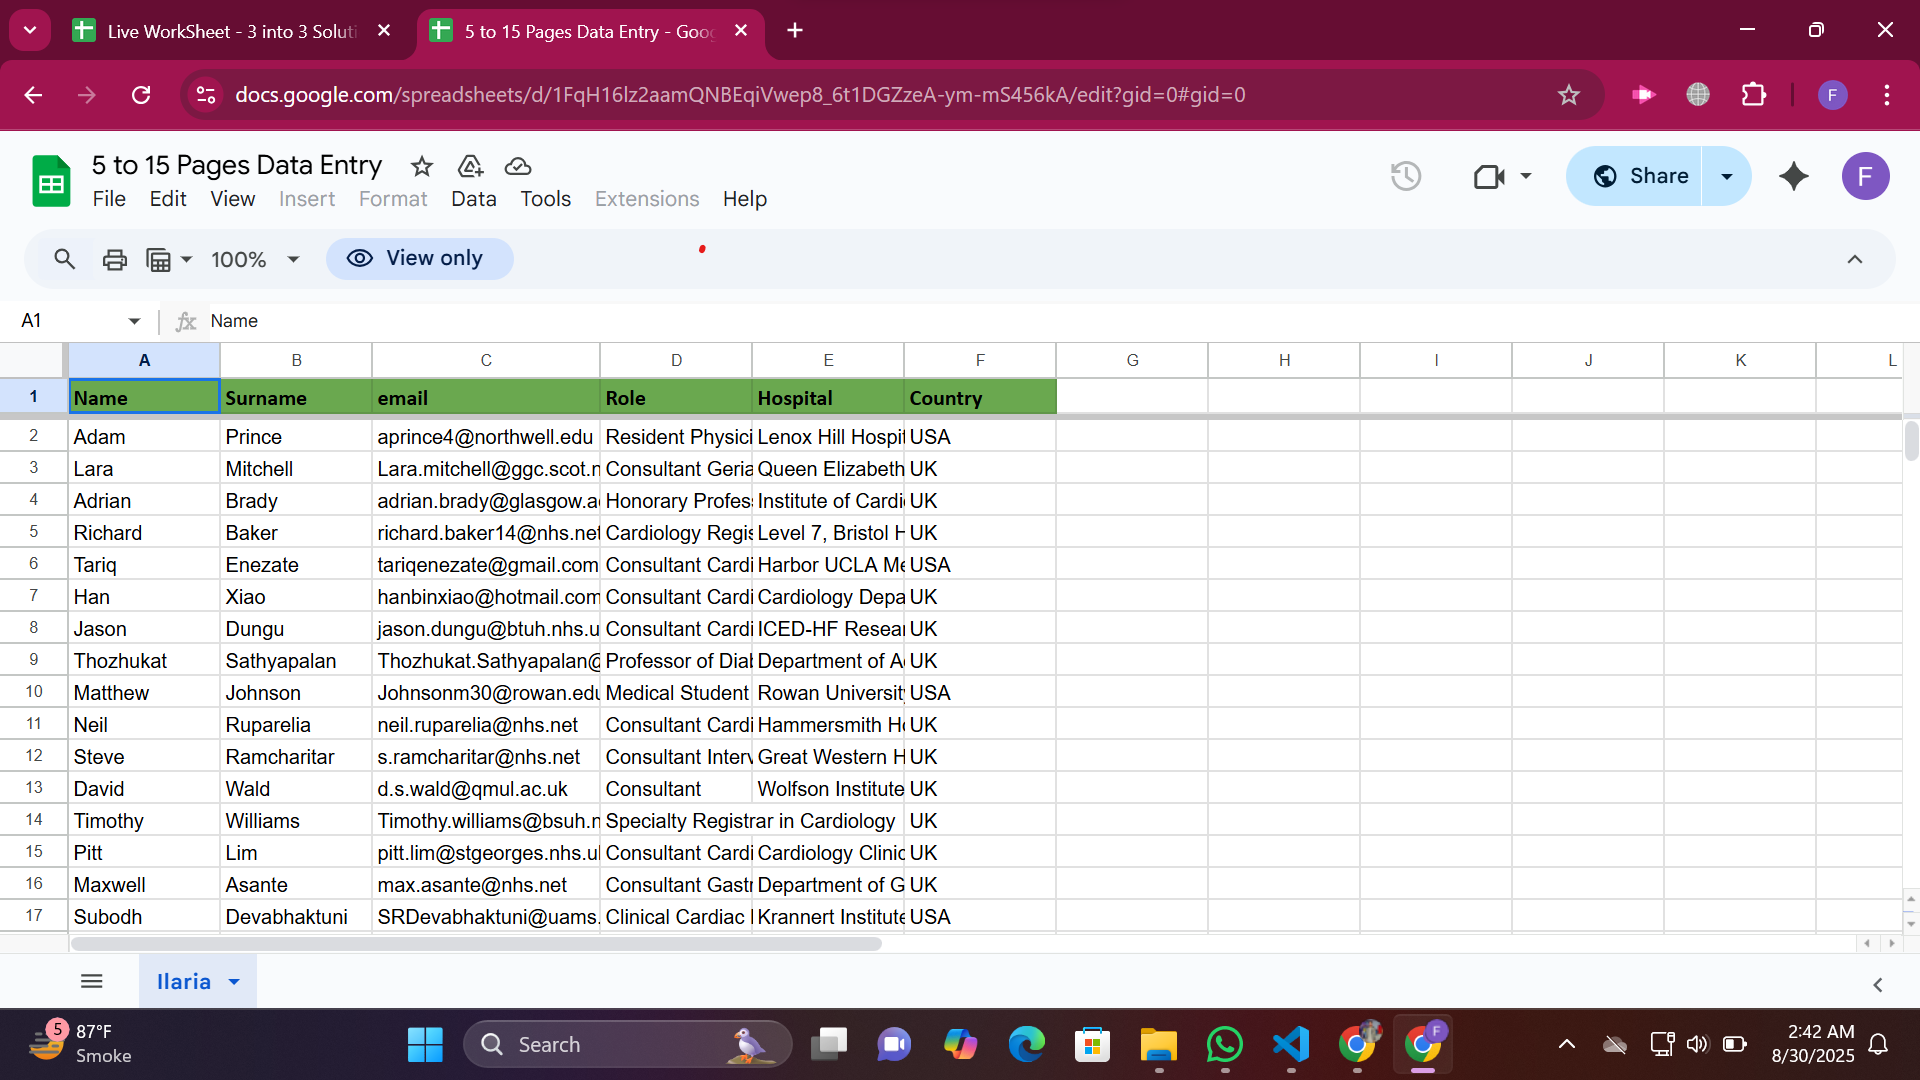 Live WorkSheet - 3 into 3 Soluti
5 to 15 Pages Data Entry - Goog
docs.google.com/spreadsheets/d/1FqH16lz2aamQNBEqiVwep8_6t1DGZzeA-ym-mS456kA/edit?gid=0#gid=0
F
5 to 15 Pages Data Entry
File Edit View Insert Format Data Tools Extensions Help
Share
F
100%
View only
A1
fx Name
A B C D E F G H I J K L
1 Name Surname email Role Hospital Country
2 Adam Prince aprince4@northwell.edu Resident Physici Lenox Hill Hospit USA
3 Lara Mitchell Lara.mitchell@ggc.scot.n Consultant Geria Queen Elizabeth UK
4 Adrian Brady adrian.brady@glasgow.a Honorary Profes Institute of Cardi UK
5 Richard Baker richard.baker14@nhs.net Cardiology Regis Level 7, Bristol H UK
6 Tariq Enezate tariqenezate@gmail.com Consultant Cardi Harbor UCLA Me USA
7 Han Xiao hanbinxiao@hotmail.com Consultant Cardi Cardiology Depa UK
8 Jason Dungu jason.dungu@btuh.nhs.u Consultant Cardi ICED-HF Resear UK
9 Thozhukat Sathyapalan Thozhukat.Sathyapalan@ Professor of Diab Department of A UK
10 Matthew Johnson Johnsonm30@rowan.edu Medical Student Rowan University USA
11 Neil Ruparelia neil.ruparelia@nhs.net Consultant Cardi Hammersmith Ho UK
12 Steve Ramcharitar s.ramcharitar@nhs.net Consultant Interv Great Western H UK
13 David Wald d.s.wald@qmul.ac.uk Consultant Wolfson Institute UK
14 Timothy Williams Timothy.williams@bsuh.n Specialty Registrar in Cardiology UK
15 Pitt Lim pitt.lim@stgeorges.nhs.ul Consultant Cardi Cardiology Clinic UK
16 Maxwell Asante max.asante@nhs.net Consultant Gastr Department of G UK
17 Subodh Devabhaktuni SRDevabhaktuni@uams. Clinical Cardiac Krannert Institute USA
Ilaria
5
87°F
Smoke
Search
F
2:42 AM
8/30/2025